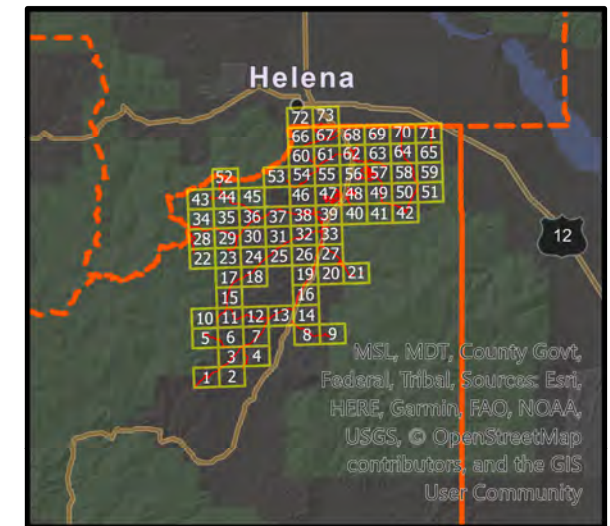 Helena
72 73
66 67 68 69 70 71
60 61 62 63 64 65
52 53 54 55 56 57 58 59
43 44 45 46 47 48 49 50 51
34 35 36 37 38 39 40 41 42
28 29 30 31 32 33
22 23 24 25 26 27
17 18 19 20 21
15 16
10 11 12 13 14
5 6 7 8 9
3 4
1 2
12
MSL, MDT, County Govt,
Federal, Tribal, Sources: Esri,
HERE, Garmin, FAO, NOAA,
USGS, © OpenStreetMap
contributors, and the GIS
User Community